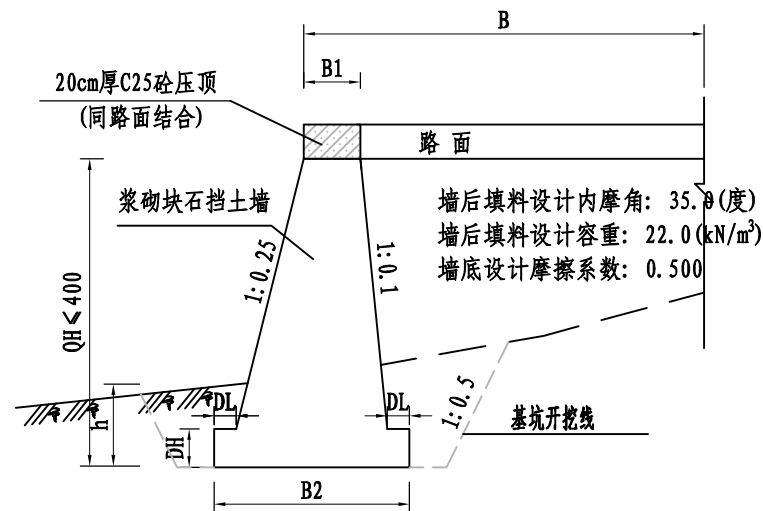 B
B1
20cm厚C25砼压顶
(同路面结合)
路 面
浆砌块石挡土墙
墙后填料设计内摩角: 35.0(度)
墙后填料设计容重: 22.0(kN/m³)
墙底设计摩擦系数: 0.500
1:0.25
1:0.1
QH≤400
DL
DL
1:0.5
基坑开挖线
h
DH
B2